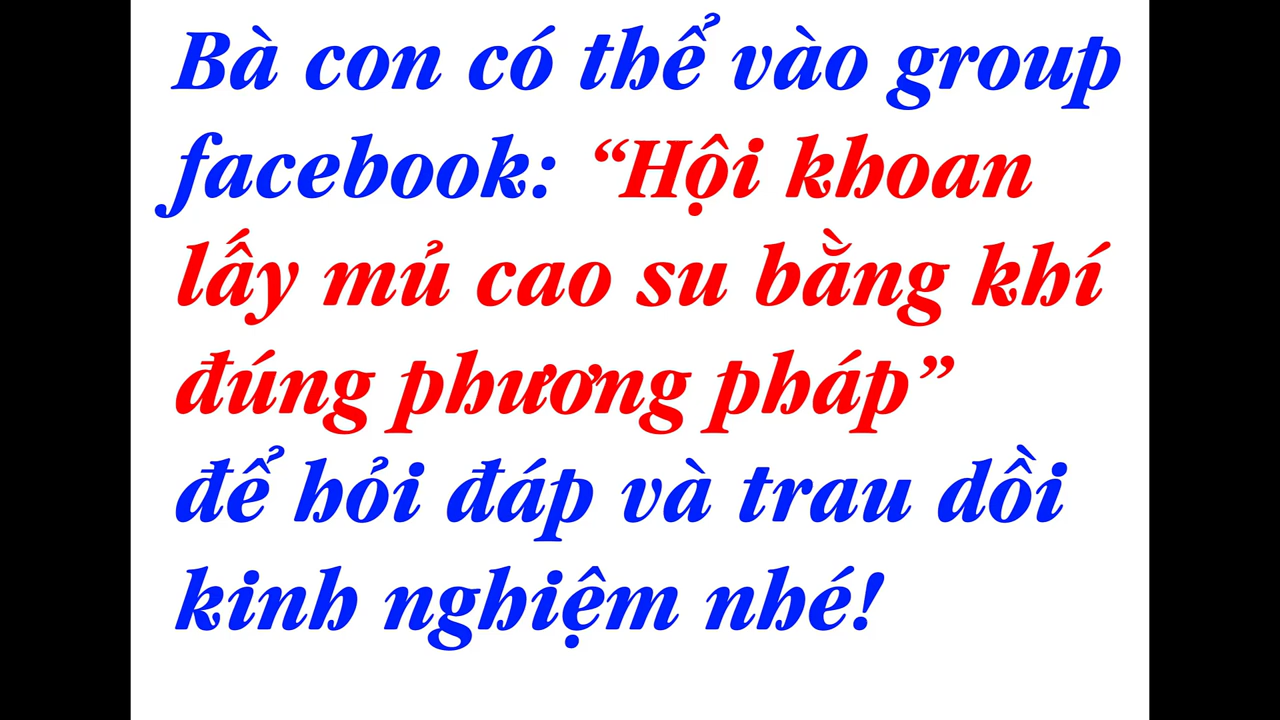 Bà con có thể vào group
facebook: “Hội khoan
lấy mủ cao su bằng khí
đúng phương pháp”
để hỏi đáp và trau dồi
kinh nghiệm nhé!